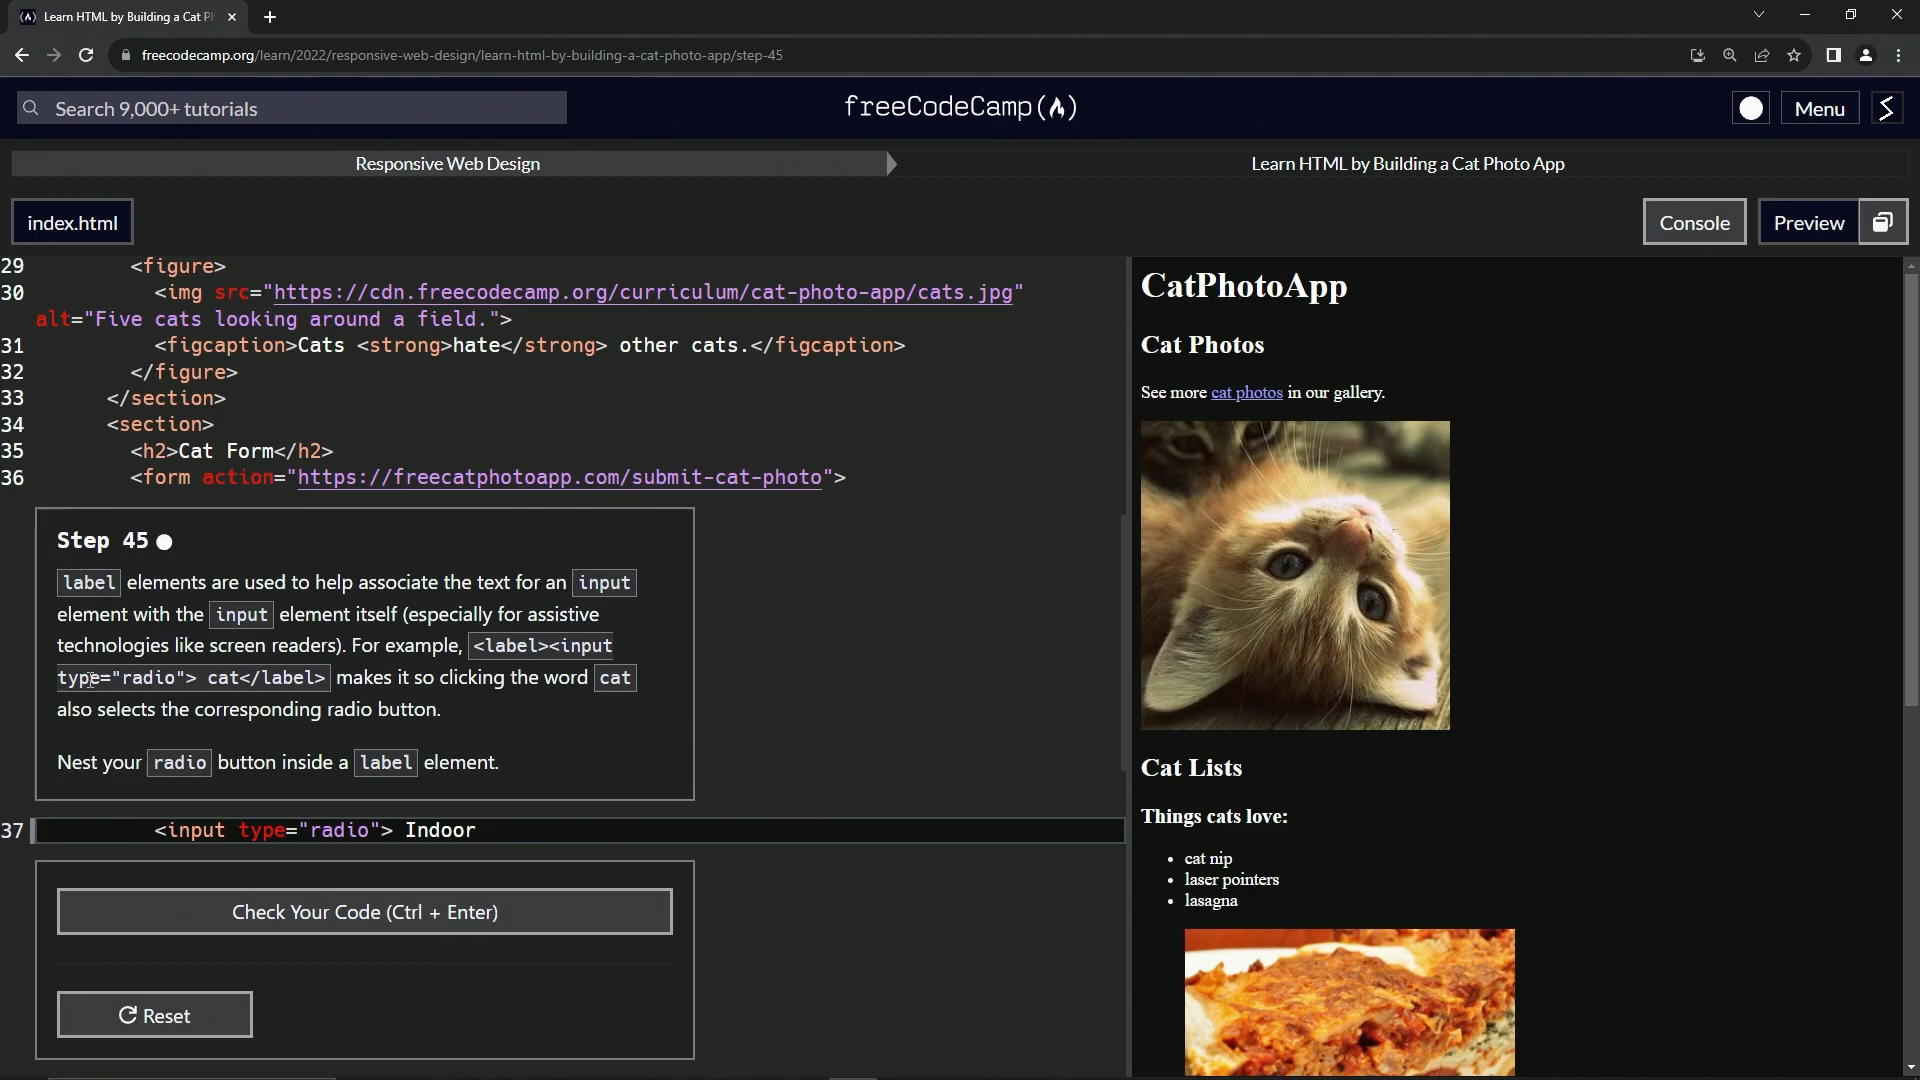 Learn HTML by Building a Cat Ph
freecodecamp.org/learn/2022/responsive-web-design/learn-html-by-building-a-cat-photo-app/step-45
Search 9,000+ tutorials
freeCodeCamp
Menu
Responsive Web Design
Learn HTML by Building a Cat Photo App
index.html
Console
Preview
29 <figure>
30 <img src="https://cdn.freecodecamp.org/curriculum/cat-photo-app/cats.jpg"
alt="Five cats looking around a field.">
31 <figcaption>Cats <strong>hate</strong> other cats.</figcaption>
32 </figure>
33 </section>
34 <section>
35 <h2>Cat Form</h2>
36 <form action="https://freecatphotoapp.com/submit-cat-photo">
Step 45
label elements are used to help associate the text for an input
element with the input element itself (especially for assistive
technologies like screen readers). For example, <label><input
type="radio"> cat</label> makes it so clicking the word cat
also selects the corresponding radio button.
Nest your radio button inside a label element.
37 <input type="radio"> Indoor
Check Your Code (Ctrl + Enter)
Reset
CatPhotoApp
Cat Photos
See more cat photos in our gallery.
Cat Lists
Things cats love:
cat nip
laser pointers
lasagna